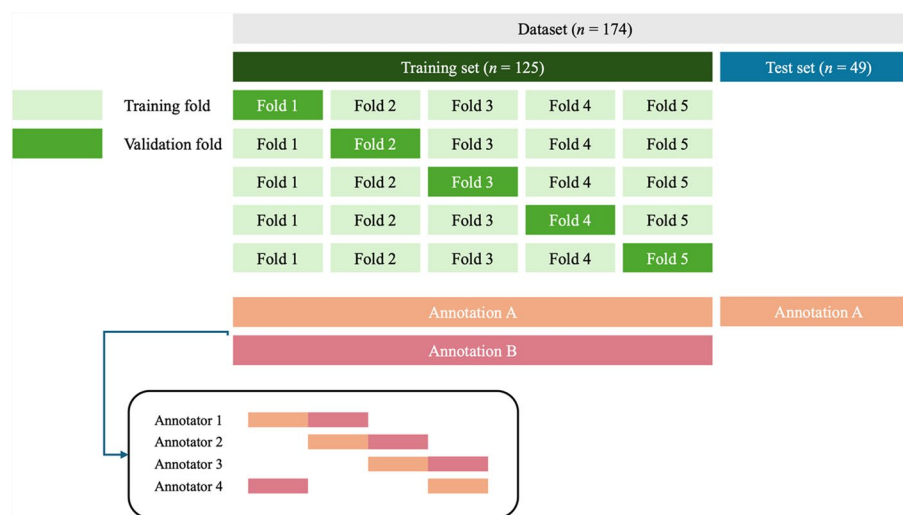 Dataset (n = 174)
Training set (n = 125) Test set (n = 49)
Training fold Fold 1 Fold 2 Fold 3 Fold 4 Fold 5
Validation fold Fold 1 Fold 2 Fold 3 Fold 4 Fold 5
Fold 1 Fold 2 Fold 3 Fold 4 Fold 5
Fold 1 Fold 2 Fold 3 Fold 4 Fold 5
Fold 1 Fold 2 Fold 3 Fold 4 Fold 5
Annotation A Annotation A
Annotation B
Annotator 1
Annotator 2
Annotator 3
Annotator 4